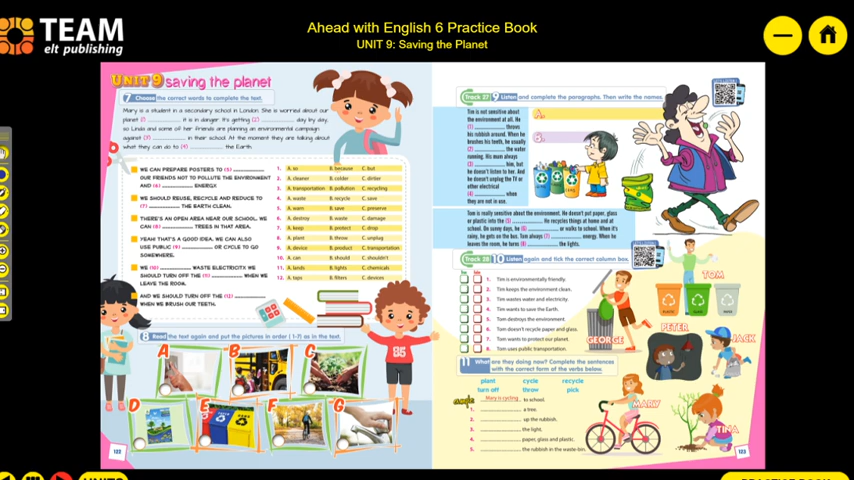 TEAM
elt publishing
Ahead with English 6 Practice Book
UNIT 9: Saving the Planet
UNIT 9 saving the planet
7 Choose the correct words to complete the text.
Mary is a student in a secondary school in London. She is worried about our
planet (1) ............ it is in danger. It's getting (2) ............ day by day,
so Linda and some of her friends are planning an environmental campaign
against (3) ............ in their school. At the moment they are talking about
what they can do to (4) ............ the Earth.
WE CAN PREPARE POSTERS TO (5) ............
OUR FRIENDS NOT TO POLLUTE THE ENVIRONMENT
AND (6) ............ ENERGY.
WE SHOULD REUSE, RECYCLE AND REDUCE TO
(7) ............ THE EARTH CLEAN.
THERE'S AN OPEN AREA NEAR OUR SCHOOL. WE
CAN (8) ............ TREES IN THAT AREA.
YEAH! THAT'S A GOOD IDEA. WE CAN ALSO
USE PUBLIC (9) ............ OR CYCLE TO GO
SOMEWHERE.
WE (10) ............ WASTE ELECTRICITY. WE
SHOULD TURN OFF THE (11) ............ WHEN WE
LEAVE THE ROOM.
AND WE SHOULD TURN OFF THE (12) ............
WHEN WE BRUSH OUR TEETH.
1. A. so B. because C. but
2. A. cleaner B. colder C. dirtier
3. A. transportation B. pollution C. recycling
4. A. waste B. recycle C. save
5. A. warn B. save C. preserve
6. A. destroy B. waste C. damage
7. A. keep B. protect C. drop
8. A. plant B. throw C. unplug
9. A. device B. product C. transportation
10. A. can B. should C. shouldn't
11. A. lands B. lights C. chemicals
12. A. taps B. filters C. devices
8 Read the text again and put the pictures in order (1-7) as in the text.
A
B
C
D
E
F
G
85
122
Track 37 9 Listen and complete the paragraphs. Then write the names.
A.
B.
Tim is not sensitive about
the environment at all. He
(1) ............ throws
his rubbish around. When he
brushes his teeth, he usually
(2) ............ the water
running. His mum always
(3) ............ him, but
he doesn't listen to her. And
he doesn't unplug the TV or
other electrical
(4) ............ when
they are not in use.
Tom is really sensitive about the environment. He doesn't put paper, glass
or plastic into the (5) ............. He recycles things at home and at
school. On sunny days, he (6) ............ or walks to school. When it's
rainy, he gets on the bus. Tom always (7) ............ energy. When he
leaves the room, he turns (8) ............ the lights.
Track 38 10 Listen again and tick the correct column box.
1. Tim is environmentally friendly.
2. Tim keeps the environment clean.
3. Tim wastes water and electricity.
4. Tim wants to save the Earth.
5. Tim destroys the environment.
6. Tom doesn't recycle paper and glass.
7. Tom wants to protect our planet.
8. Tom uses public transportation.
TOM
GEORGE
PETER
JACK
11 What are they doing now? Complete the sentences
with the correct form of the verbs below.
plant cycle recycle
turn off throw pick
Mary is cycling to school.
1. ............ a tree.
2. ............ up the rubbish.
3. ............ the light.
4. ............ paper, glass and plastic.
5. ............ the rubbish in the waste-bin.
MARY
TINA
123